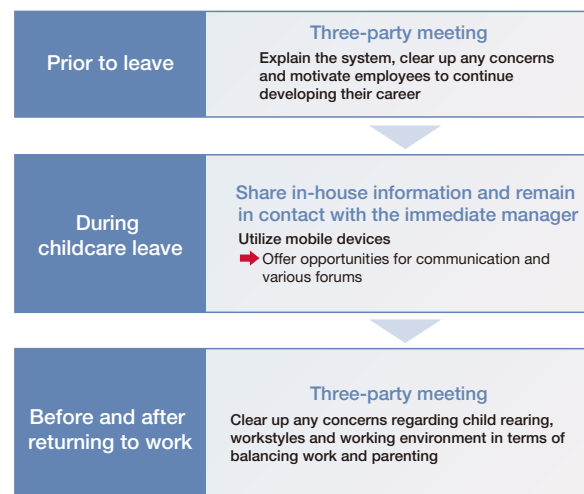 Prior to leave
Three-party meeting
Explain the system, clear up any concerns
and motivate employees to continue
developing their career
During
childcare leave
Share in-house information and remain
in contact with the immediate manager
Utilize mobile devices
Offer opportunities for communication and
various forums
Before and after
returning to work
Three-party meeting
Clear up any concerns regarding child rearing,
workstyles and working environment in terms of
balancing work and parenting